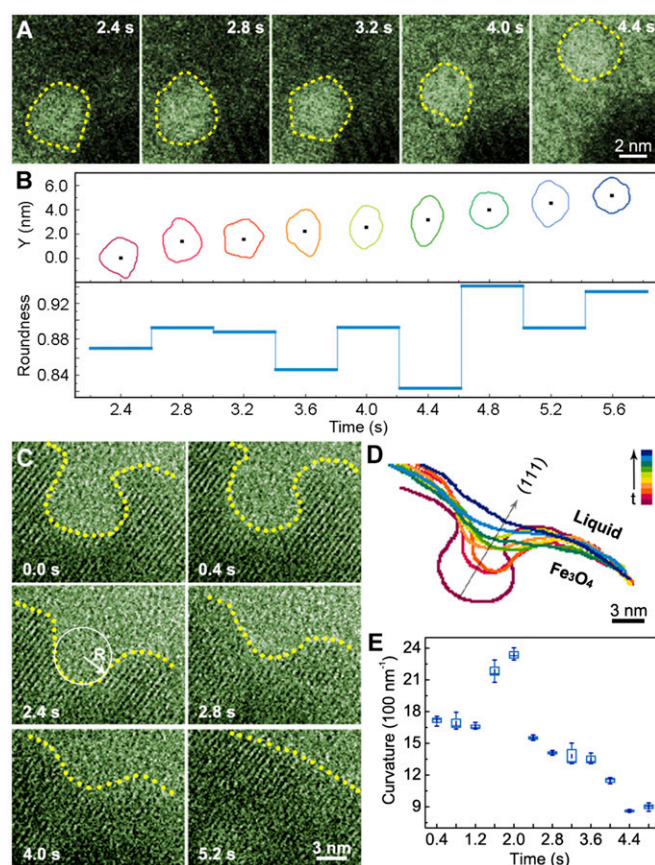 A
2.4 s
2.8 s
3.2 s
4.0 s
4.4 s
2 nm
B
Y (nm)
6.0
4.0
2.0
0.0
Roundness
0.92
0.88
0.84
2.4 2.8 3.2 3.6 4.0 4.4 4.8 5.2 5.6
Time (s)
C
0.0 s
0.4 s
R
2.4 s
2.8 s
4.0 s
5.2 s
3 nm
D
(111)
t
Liquid
Fe₃O₄
3 nm
E
Curvature (100 nm⁻¹)
24
21
18
15
12
9
0.4 1.2 2.0 2.8 3.6 4.4
Time (s)